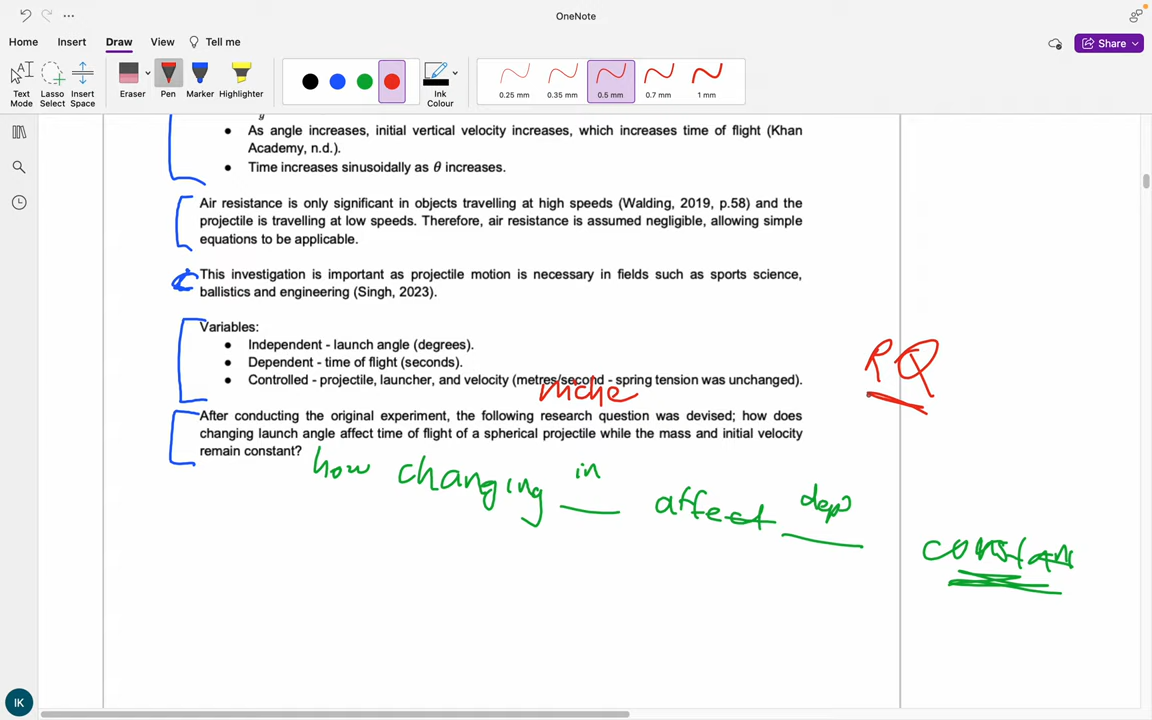 OneNote
Home Insert Draw View Tell me
Share
Text Mode
Lasso Select
Insert Space
Eraser
Pen
Marker
Highlighter
Ink Colour
0.25 mm
0.35 mm
0.5 mm
0.7 mm
1 mm
• As angle increases, initial vertical velocity increases, which increases time of flight (Khan
Academy, n.d.).
• Time increases sinusoidally as θ increases.
Air resistance is only significant in objects travelling at high speeds (Walding, 2019, p.58) and the
projectile is travelling at low speeds. Therefore, air resistance is assumed negligible, allowing simple
equations to be applicable.
This investigation is important as projectile motion is necessary in fields such as sports science,
ballistics and engineering (Singh, 2023).
Variables:
• Independent - launch angle (degrees).
• Dependent - time of flight (seconds).
• Controlled - projectile, launcher, and velocity (metres/second - spring tension was unchanged).
RQ
niche
After conducting the original experiment, the following research question was devised; how does
changing launch angle affect time of flight of a spherical projectile while the mass and initial velocity
remain constant?
how changing in affect dep
constant
IK